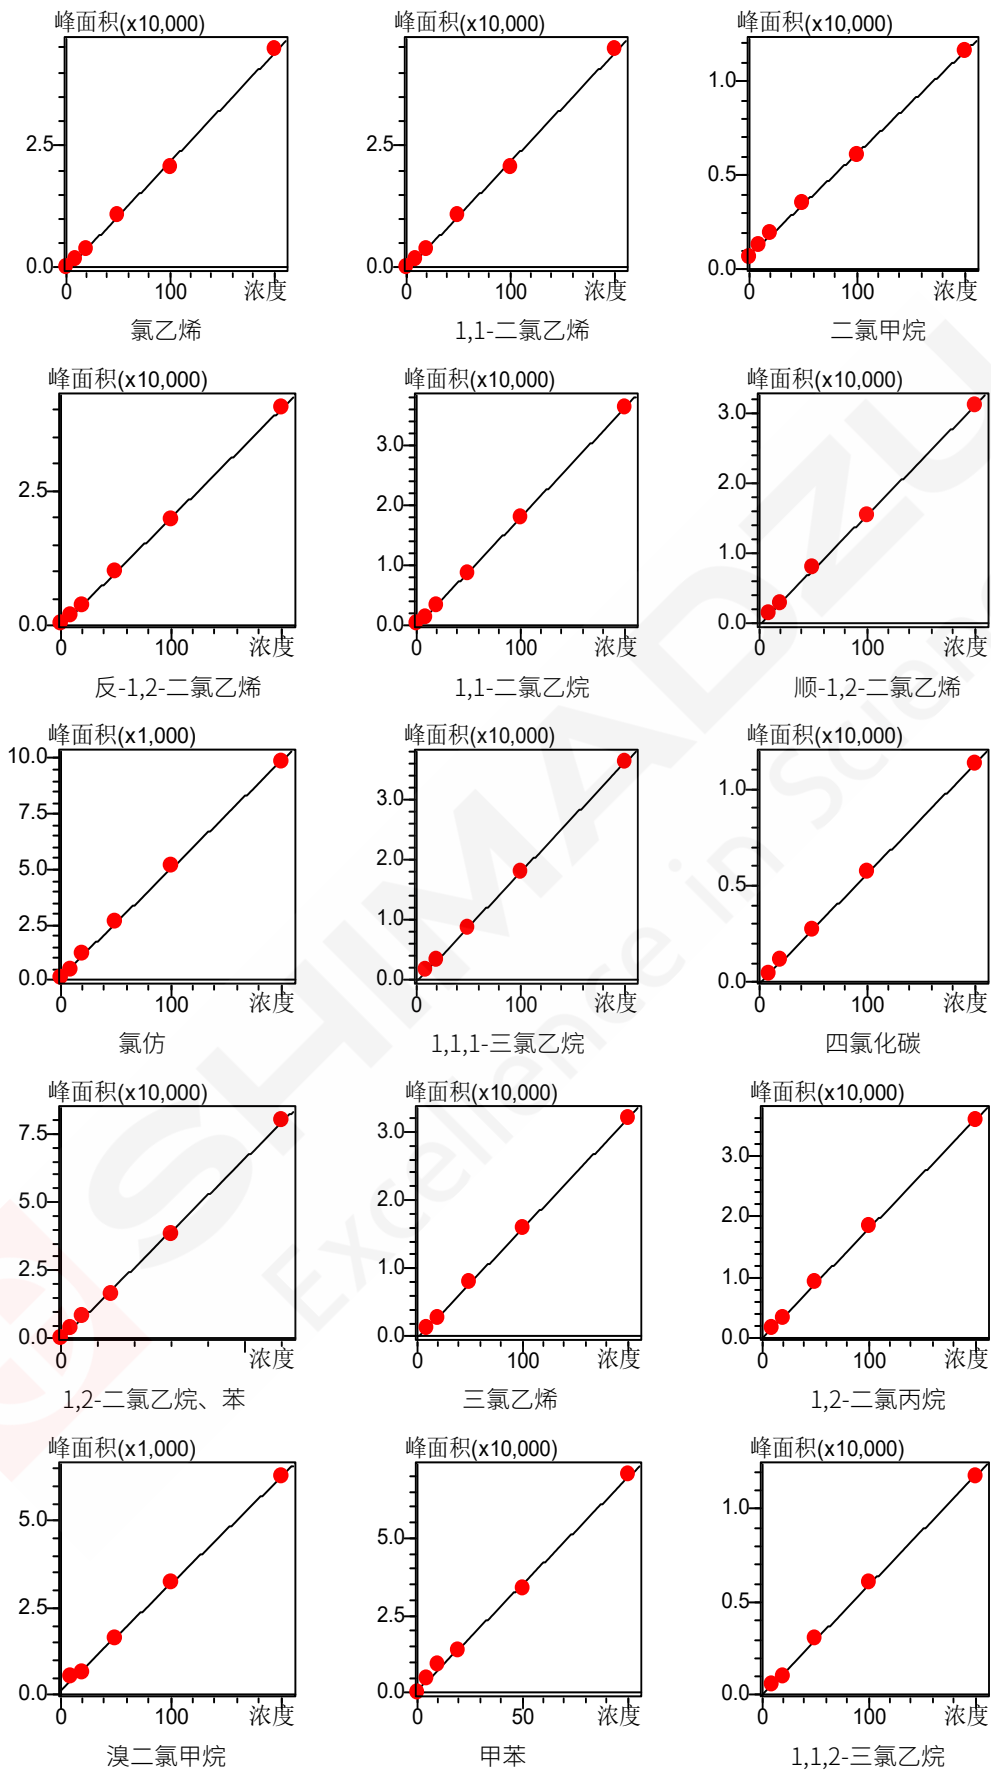 峰面积(x10,000) 峰面积(x10,000) 峰面积(x10,000)
2.5 2.5 1.0
0.5
0.0 0.0 0.0
0 100 浓度 0 100 浓度 0 100 浓度
氯乙烯 1,1-二氯乙烯 二氯甲烷
峰面积(x10,000) 峰面积(x10,000) 峰面积(x10,000)
3.0 3.0
2.5 2.0 2.0
1.0 1.0
0.0 0.0 0.0
0 100 浓度 0 100 浓度 0 100 浓度
反-1,2-二氯乙烯 1,1-二氯乙烷 顺-1,2-二氯乙烯
峰面积(x1,000) 峰面积(x10,000) 峰面积(x10,000)
10.0
7.5 3.0 1.0
5.0 2.0 0.5
2.5 1.0
0.0 0.0 0.0
0 100 浓度 0 100 浓度 0 100 浓度
氯仿 1,1,1-三氯乙烷 四氯化碳
峰面积(x10,000) 峰面积(x10,000) 峰面积(x10,000)
7.5 3.0 3.0
5.0 2.0 2.0
2.5 1.0 1.0
0.0 0.0 0.0
0 浓度 0 100 浓度 0 100 浓度
1,2-二氯乙烷、苯 三氯乙烯 1,2-二氯丙烷
峰面积(x1,000) 峰面积(x10,000) 峰面积(x10,000)
5.0 5.0 1.0
2.5 2.5 0.5
0.0 0.0 0.0
0 100 浓度 0 50 浓度 0 100 浓度
溴二氯甲烷 甲苯 1,1,2-三氯乙烷
SHIMADZU
Excellence in Scien